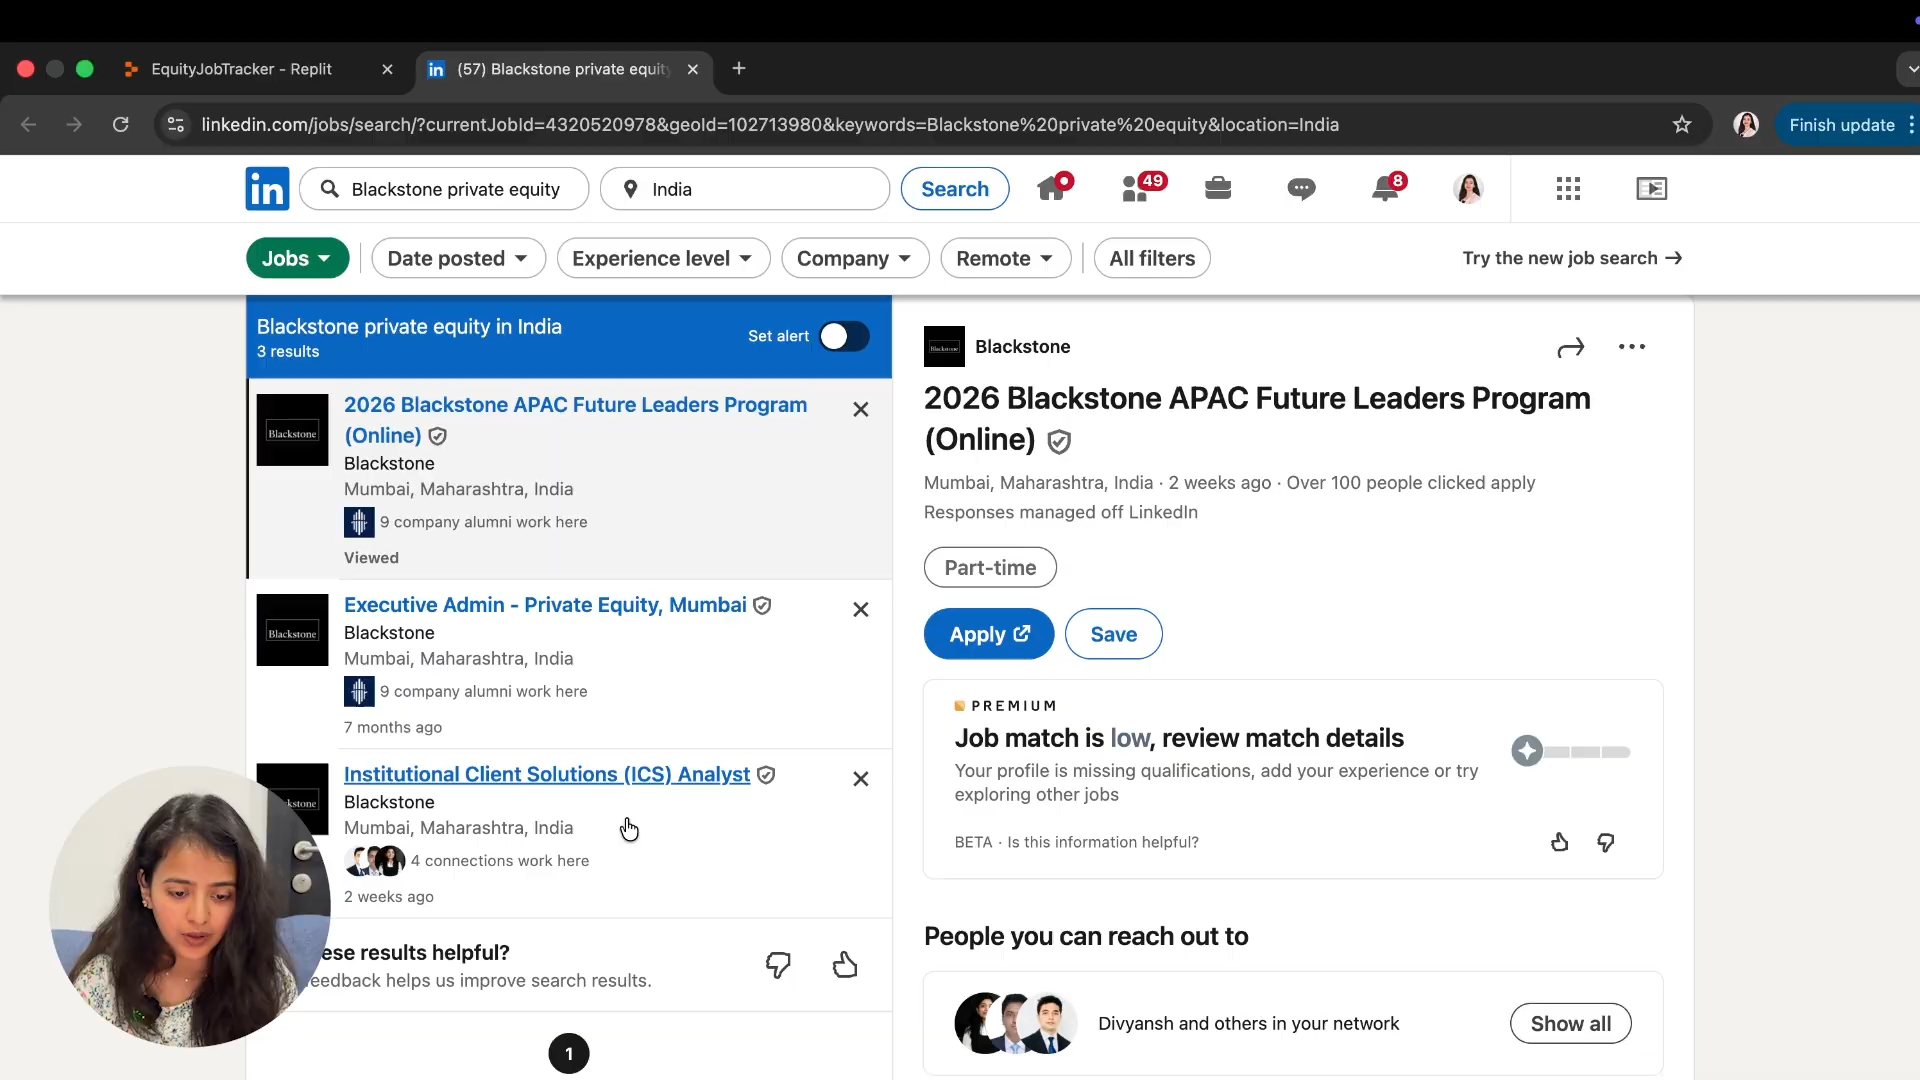 EquityJobTracker - Replit
(57) Blackstone private equit
linkedin.com/jobs/search/?currentJobId=4320520978&geoId=102713980&keywords=Blackstone%20private%20equity&location=India
Finish update
in
Blackstone private equity
India
Search
49
8
Jobs
Date posted
Experience level
Company
Remote
All filters
Try the new job search →
Blackstone private equity in India
3 results
Set alert
Blackstone
2026 Blackstone APAC Future Leaders Program
(Online)
Blackstone
Mumbai, Maharashtra, India
9 company alumni work here
Viewed
Blackstone
Executive Admin - Private Equity, Mumbai
Blackstone
Mumbai, Maharashtra, India
9 company alumni work here
7 months ago
kstone
Institutional Client Solutions (ICS) Analyst
Blackstone
Mumbai, Maharashtra, India
4 connections work here
2 weeks ago
ese results helpful?
eedback helps us improve search results.
1
Blackstone
Blackstone
2026 Blackstone APAC Future Leaders Program
(Online)
Mumbai, Maharashtra, India · 2 weeks ago · Over 100 people clicked apply
Responses managed off LinkedIn
Part-time
Apply
Save
PREMIUM
Job match is low, review match details
Your profile is missing qualifications, add your experience or try
exploring other jobs
BETA · Is this information helpful?
People you can reach out to
Divyansh and others in your network
Show all